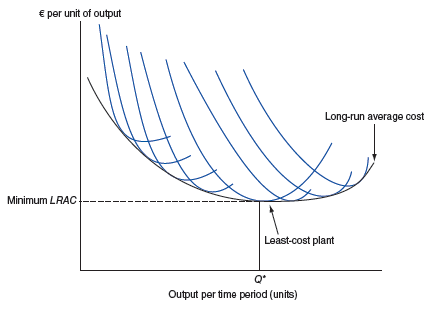 € per unit of output
Long-run average cost
Minimum LRAC
Least-cost plant
Q*
Output per time period (units)